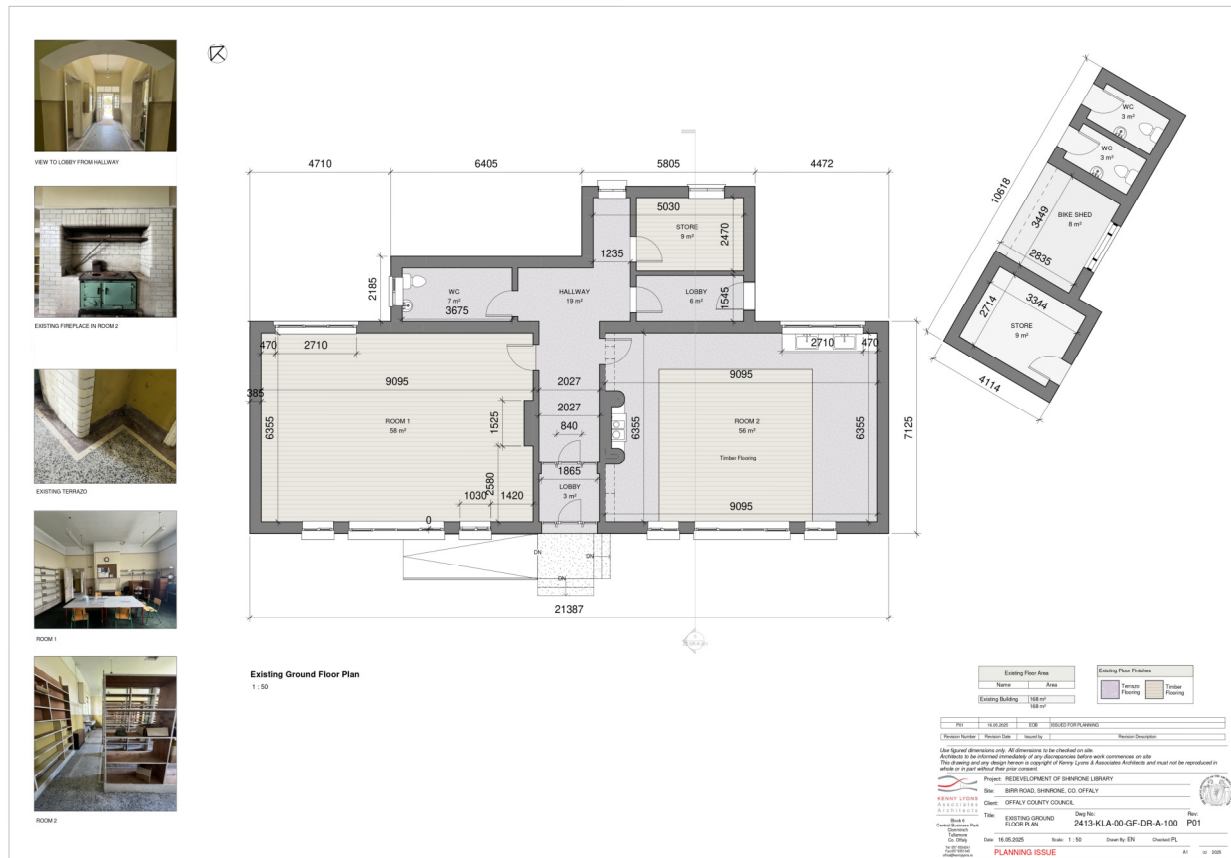 VIEW TO LOBBY FROM HALLWAY
EXISTING FIREPLACE IN ROOM 2
EXISTING TERRAZO
ROOM 1
ROOM 2
4710
6405
5805
4472
5030
STORE
9 m²
2470
1235
2185
WC
7 m²
3675
HALLWAY
19 m²
LOBBY
6 m²
1545
470
2710
2710
470
9095
2027
9095
385
6355
ROOM 1
58 m²
1525
2027
840
6355
ROOM 2
56 m²
6355
7125
Timber Flooring
2580
1865
LOBBY
3 m²
1030
1420
9095
0
DN
DN
DN
21387
WC
3 m²
WC
3 m²
10618
BIKE SHED
8 m²
3449
2835
2714
3344
STORE
9 m²
4114
Existing Ground Floor Plan
1 : 50
Existing Floor Area
Name Area
Existing Building 168 m²
168 m²
Existing Floor Finishes
Terrazo Flooring
Timber Flooring
P01 16.05.2025 EOB ISSUED FOR PLANNING
Revision Number Revision Date Issued by Revision Description
Use figured dimensions only. All dimensions to be checked on site.
Architects to be informed immediately of any discrepancies before work commences on site
This drawing and any design herein is copyright of Kenny Lyons & Associates Architects and must not be reproduced in
whole or in part without their prior consent.
KENNY LYONS
Associates
Architects
Block 6
Central Business Park
Clonminch
Tullamore
Co. Offaly
Project: REDEVELOPMENT OF SHINRONE LIBRARY
Site: BIRR ROAD, SHINRONE, CO. OFFALY
Client: OFFALY COUNTY COUNCIL
Title: EXISTING GROUND FLOOR PLAN
Dwg No: 2413-KLA-00-GF-DR-A-100
Rev: P01
Date: 16.05.2025 Scale: 1 : 50 Drawn By: EN Checked: PL
PLANNING ISSUE
A1 (c) 2025